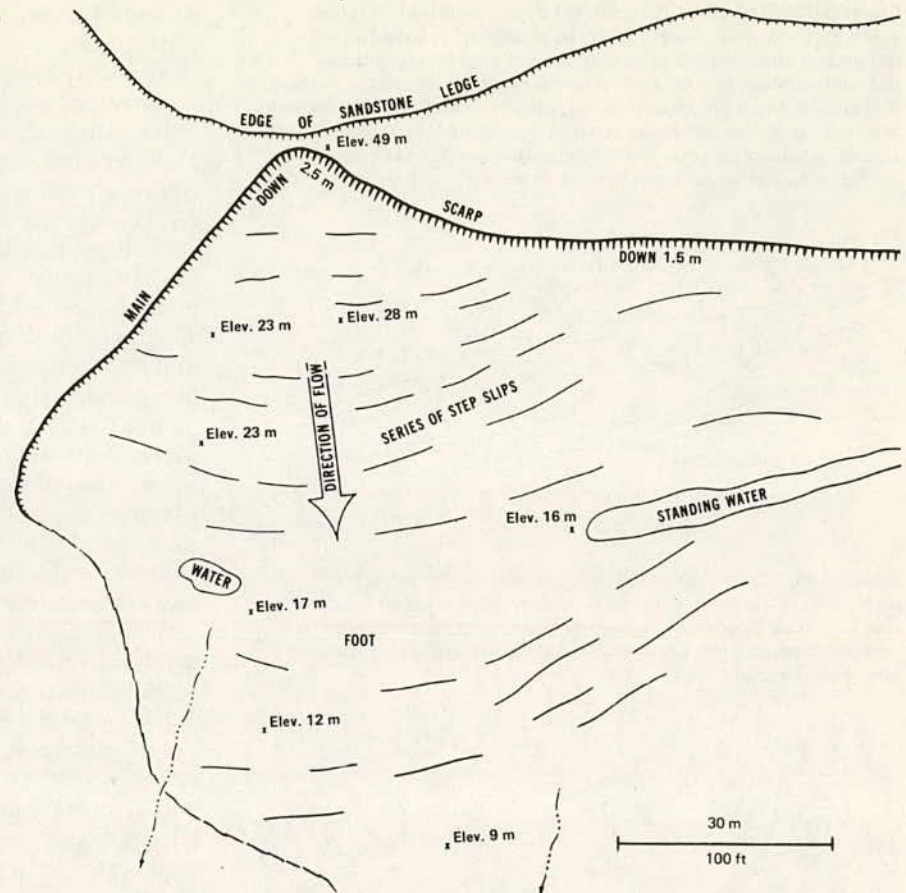 EDGE OF SANDSTONE LEDGE
Elev. 49 m
DOWN 2.5 m
MAIN
SCARP
DOWN 1.5 m
Elev. 23 m
Elev. 28 m
DIRECTION OF FLOW
SERIES OF STEP SLIPS
Elev. 23 m
Elev. 16 m
STANDING WATER
WATER
Elev. 17 m
FOOT
Elev. 12 m
Elev. 9 m
30 m
100 ft